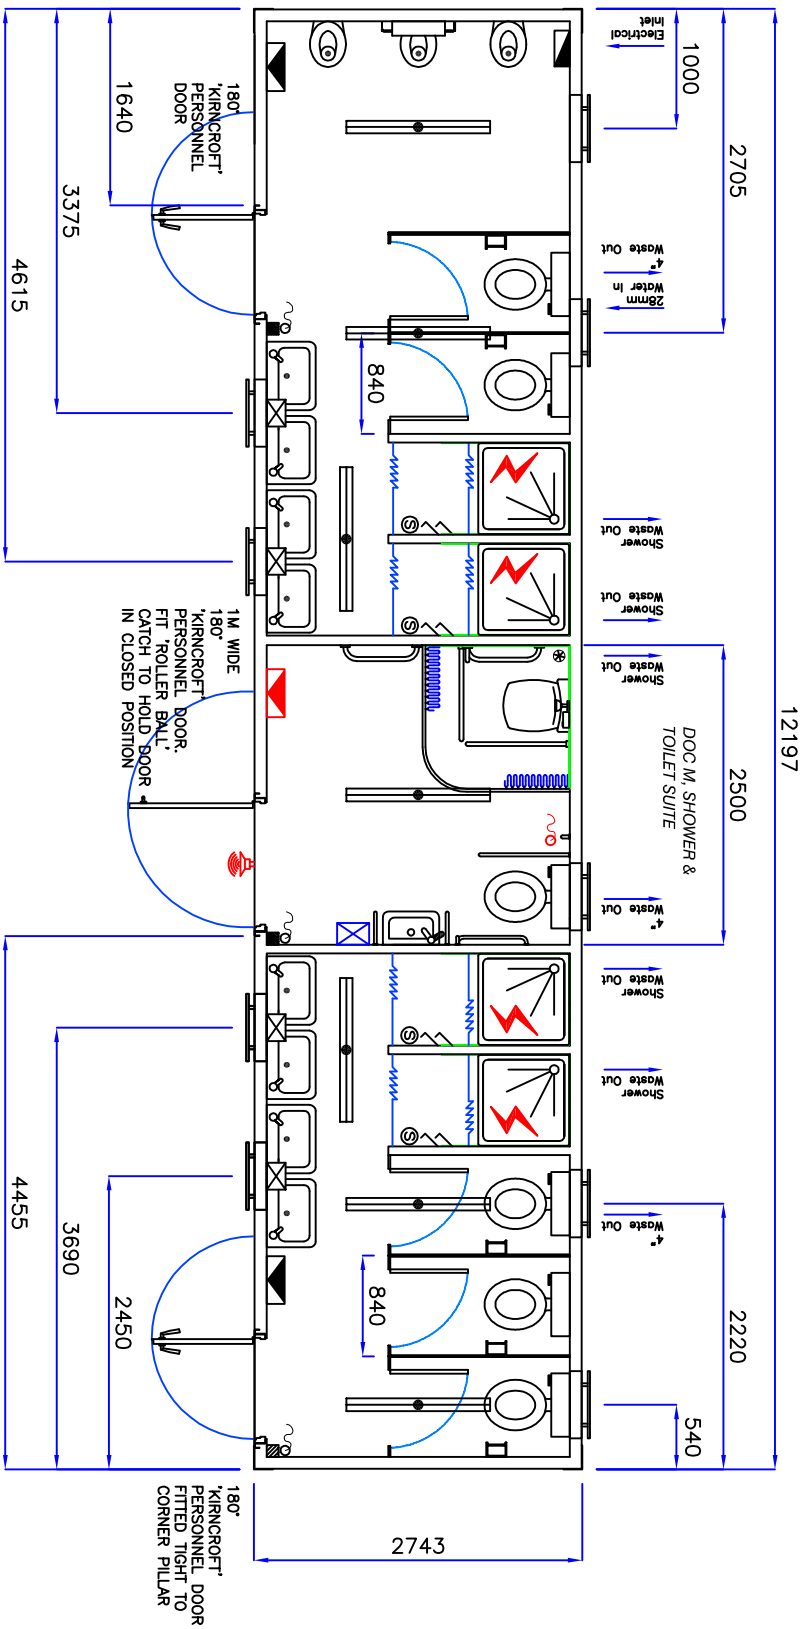 12197
1000
2705
2500
2220
540
Electrical
Inlet
4"
Waste Out
28mm
Water In
Shower
Waste Out
Shower
Waste Out
Shower
Waste Out
4"
Waste Out
Shower
Waste Out
Shower
Waste Out
4"
Waste Out
DOC M, SHOWER &
TOILET SUITE
840
840
S
S
S
S
2743
180°
'KIRNCROFT'
PERSONNEL
DOOR
1M WIDE
180°
'KIRNCROFT'
PERSONNEL DOOR.
FIT 'ROLLER BALL'
CATCH TO HOLD DOOR
IN CLOSED POSITION
180°
'KIRNCROFT'
PERSONNEL DOOR
FITTED TIGHT TO
CORNER PILLAR
1640
3375
4615
2450
3690
4455